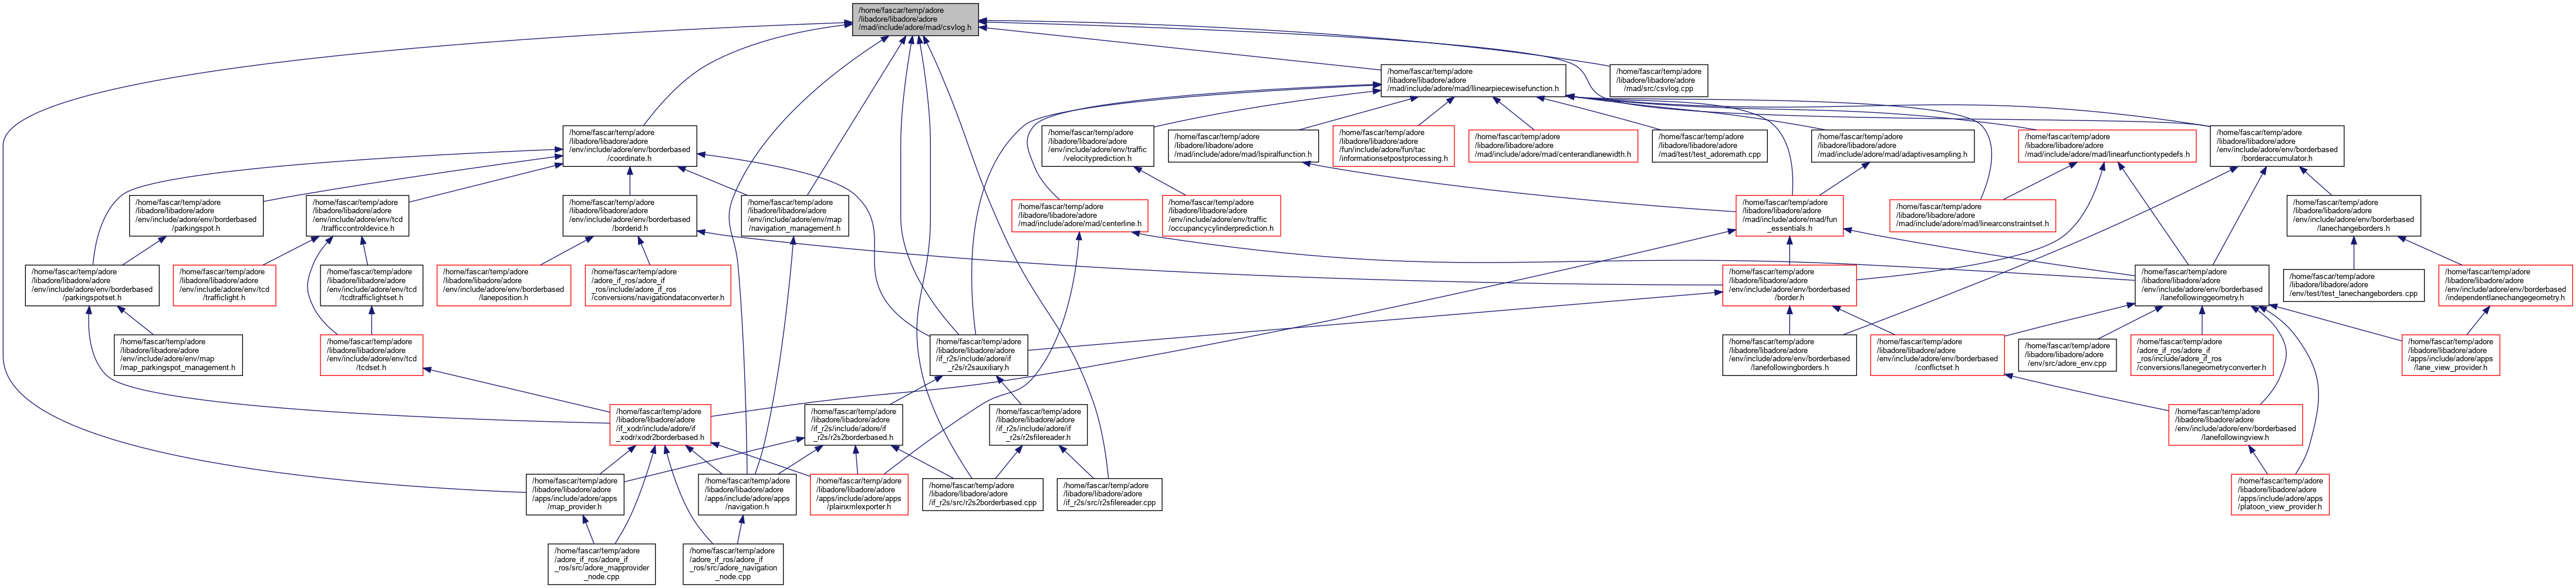 /home/fascar/temp/adore
/libadore/libadore/adore
/mad/include/adore/mad/csvlog.h
/home/fascar/temp/adore
/libadore/libadore/adore
/mad/include/adore/mad/llinearpiecewisefunction.h
/home/fascar/temp/adore
/libadore/libadore/adore
/mad/src/csvlog.cpp
/home/fascar/temp/adore
/libadore/libadore/adore
/env/include/adore/env/borderbased
/coordinate.h
/home/fascar/temp/adore
/libadore/libadore/adore
/env/include/adore/env/traffic
/velocityprediction.h
/home/fascar/temp/adore
/libadore/libadore/adore
/mad/include/adore/mad/lspiralfunction.h
/home/fascar/temp/adore
/libadore/libadore/adore
/fun/include/adore/fun/tac
/informationsetpostprocessing.h
/home/fascar/temp/adore
/libadore/libadore/adore
/mad/include/adore/mad/centerandlanewidth.h
/home/fascar/temp/adore
/libadore/libadore/adore
/mad/test/test_adoremath.cpp
/home/fascar/temp/adore
/libadore/libadore/adore
/mad/include/adore/mad/adaptivesampling.h
/home/fascar/temp/adore
/libadore/libadore/adore
/mad/include/adore/mad/linearfunctiontypedefs.h
/home/fascar/temp/adore
/libadore/libadore/adore
/env/include/adore/env/borderbased
/borderaccumulator.h
/home/fascar/temp/adore
/libadore/libadore/adore
/env/include/adore/env/borderbased
/parkingspot.h
/home/fascar/temp/adore
/libadore/libadore/adore
/env/include/adore/env/tcd
/trafficcontroldevice.h
/home/fascar/temp/adore
/libadore/libadore/adore
/env/include/adore/env/borderbased
/borderid.h
/home/fascar/temp/adore
/libadore/libadore/adore
/env/include/adore/env/map
/navigation_management.h
/home/fascar/temp/adore
/libadore/libadore/adore
/mad/include/adore/mad/centerline.h
/home/fascar/temp/adore
/libadore/libadore/adore
/env/include/adore/env/traffic
/occupancycylinderprediction.h
/home/fascar/temp/adore
/libadore/libadore/adore
/mad/include/adore/mad/fun
_essentials.h
/home/fascar/temp/adore
/libadore/libadore/adore
/mad/include/adore/mad/linearconstraintset.h
/home/fascar/temp/adore
/libadore/libadore/adore
/env/include/adore/env/borderbased
/lanechangeborders.h
/home/fascar/temp/adore
/libadore/libadore/adore
/env/include/adore/env/borderbased
/parkingspotset.h
/home/fascar/temp/adore
/libadore/libadore/adore
/env/include/adore/env/tcd
/trafficlight.h
/home/fascar/temp/adore
/libadore/libadore/adore
/env/include/adore/env/tcd
/tcdtrafficlightset.h
/home/fascar/temp/adore
/libadore/libadore/adore
/env/include/adore/env/borderbased
/laneposition.h
/home/fascar/temp/adore
/adore_if_ros/adore_if
_ros/include/adore_if_ros
/conversions/navigationdataconverter.h
/home/fascar/temp/adore
/libadore/libadore/adore
/env/include/adore/env/borderbased
/border.h
/home/fascar/temp/adore
/libadore/libadore/adore
/env/include/adore/env/borderbased
/lanefollowinggeometry.h
/home/fascar/temp/adore
/libadore/libadore/adore
/env/test/test_lanechangeborders.cpp
/home/fascar/temp/adore
/libadore/libadore/adore
/env/include/adore/env/borderbased
/independentlanechangegeometry.h
/home/fascar/temp/adore
/libadore/libadore/adore
/env/include/adore/env/map
/map_parkingspot_management.h
/home/fascar/temp/adore
/libadore/libadore/adore
/env/include/adore/env/tcd
/tcdset.h
/home/fascar/temp/adore
/libadore/libadore/adore
/if_r2s/include/adore/if
_r2s/r2sauxiliary.h
/home/fascar/temp/adore
/libadore/libadore/adore
/env/include/adore/env/borderbased
/lanefollowingborders.h
/home/fascar/temp/adore
/libadore/libadore/adore
/env/include/adore/env/borderbased
/conflictset.h
/home/fascar/temp/adore
/libadore/libadore/adore
/env/src/adore_env.cpp
/home/fascar/temp/adore
/adore_if_ros/adore_if
_ros/include/adore_if_ros
/conversions/lanegeometryconverter.h
/home/fascar/temp/adore
/libadore/libadore/adore
/apps/include/adore/apps
/lane_view_provider.h
/home/fascar/temp/adore
/libadore/libadore/adore
/if_xodr/include/adore/if
_xodr/xodr2borderbased.h
/home/fascar/temp/adore
/libadore/libadore/adore
/if_r2s/include/adore/if
_r2s/r2s2borderbased.h
/home/fascar/temp/adore
/libadore/libadore/adore
/if_r2s/include/adore/if
_r2s/r2sfilereader.h
/home/fascar/temp/adore
/libadore/libadore/adore
/env/include/adore/env/borderbased
/lanefollowingview.h
/home/fascar/temp/adore
/libadore/libadore/adore
/apps/include/adore/apps
/map_provider.h
/home/fascar/temp/adore
/libadore/libadore/adore
/apps/include/adore/apps
/navigation.h
/home/fascar/temp/adore
/libadore/libadore/adore
/apps/include/adore/apps
/plainxmlexporter.h
/home/fascar/temp/adore
/libadore/libadore/adore
/if_r2s/src/r2s2borderbased.cpp
/home/fascar/temp/adore
/libadore/libadore/adore
/if_r2s/src/r2sfilereader.cpp
/home/fascar/temp/adore
/libadore/libadore/adore
/apps/include/adore/apps
/platoon_view_provider.h
/home/fascar/temp/adore
/adore_if_ros/adore_if
_ros/src/adore_mapprovider
_node.cpp
/home/fascar/temp/adore
/adore_if_ros/adore_if
_ros/src/adore_navigation
_node.cpp